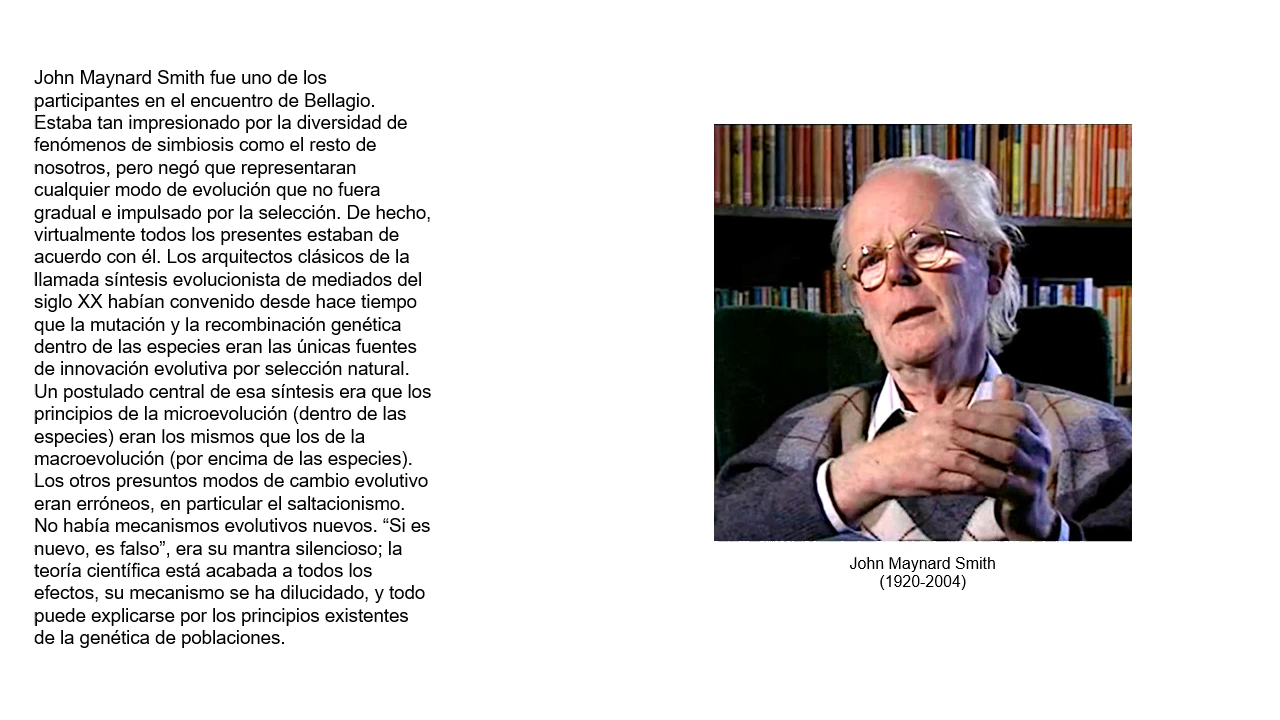 John Maynard Smith fue uno de los
participantes en el encuentro de Bellagio.
Estaba tan impresionado por la diversidad de
fenómenos de simbiosis como el resto de
nosotros, pero negó que representaran
cualquier modo de evolución que no fuera
gradual e impulsado por la selección. De hecho,
virtualmente todos los presentes estaban de
acuerdo con él. Los arquitectos clásicos de la
llamada síntesis evolucionista de mediados del
siglo XX habían convenido desde hace tiempo
que la mutación y la recombinación genética
dentro de las especies eran las únicas fuentes
de innovación evolutiva por selección natural.
Un postulado central de esa síntesis era que los
principios de la microevolución (dentro de las
especies) eran los mismos que los de la
macroevolución (por encima de las especies).
Los otros presuntos modos de cambio evolutivo
eran erróneos, en particular el saltacionismo.
No había mecanismos evolutivos nuevos. “Si es
nuevo, es falso”, era su mantra silencioso; la
teoría científica está acabada a todos los
efectos, su mecanismo se ha dilucidado, y todo
puede explicarse por los principios existentes
de la genética de poblaciones.
John Maynard Smith
(1920-2004)